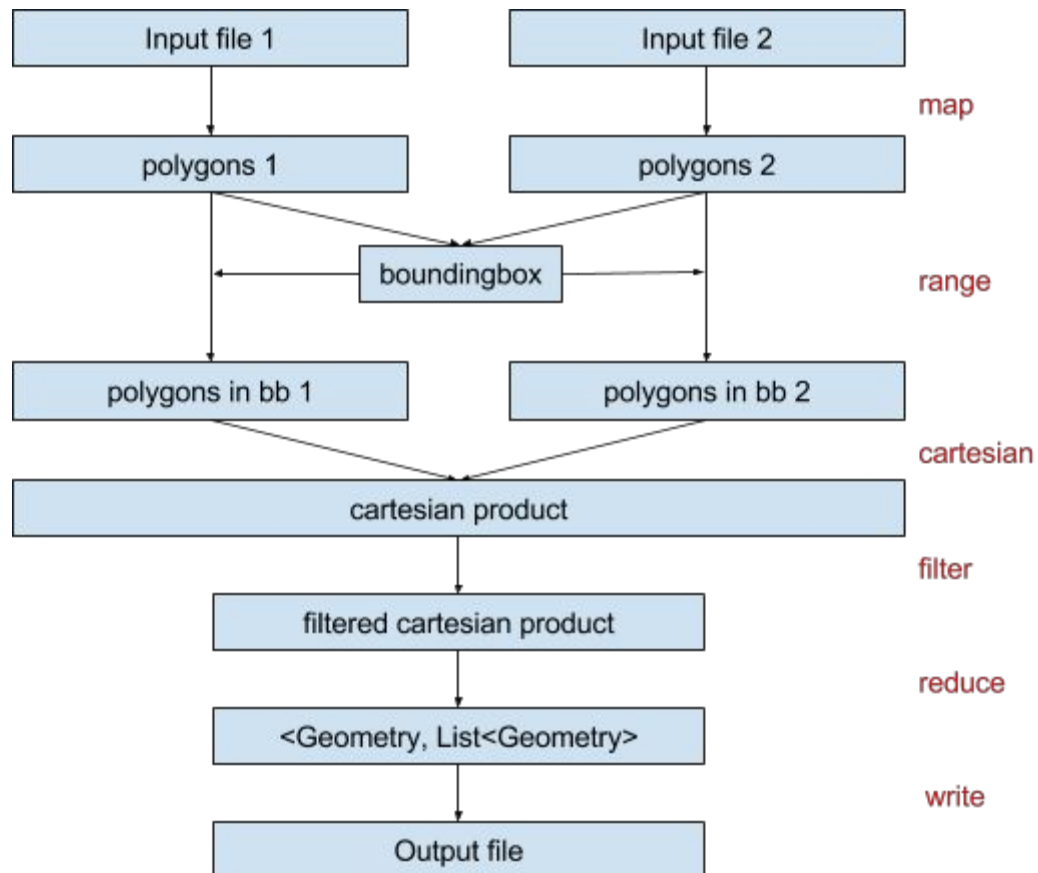 Input file 1
Input file 2
map
polygons 1
polygons 2
boundingbox
range
polygons in bb 1
polygons in bb 2
cartesian
cartesian product
filter
filtered cartesian product
reduce
<Geometry, List<Geometry>
write
Output file